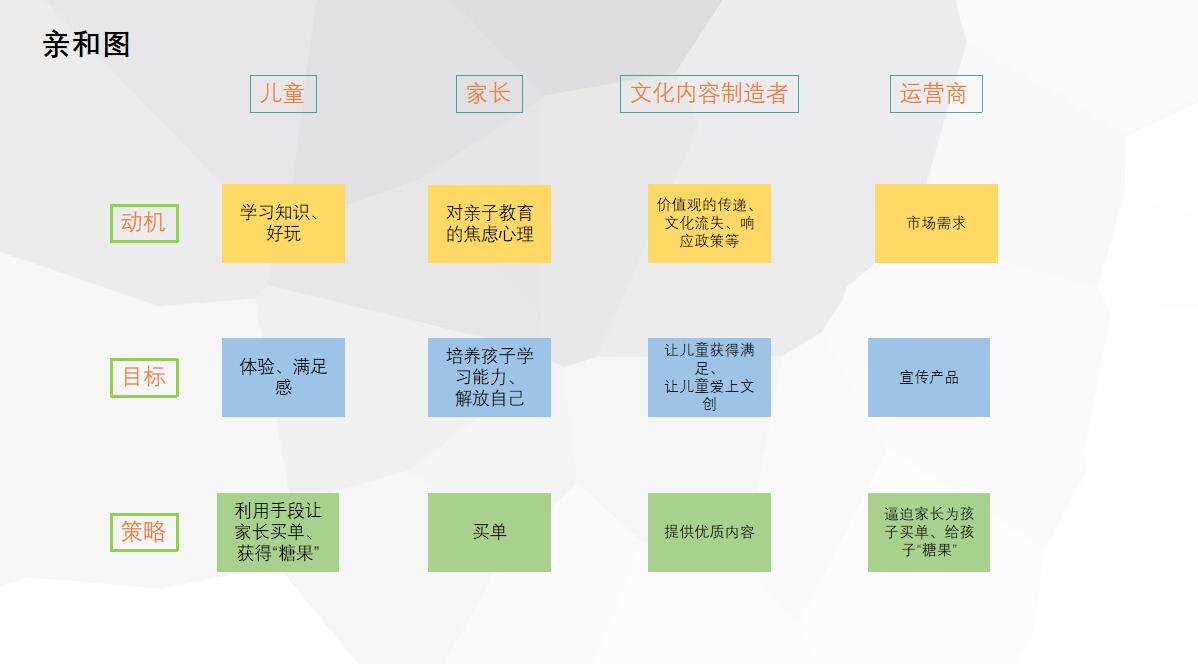 亲和图
儿童
家长
文化内容制造者
运营商
动机
学习知识、
好玩
对亲子教育
的焦虑心理
价值观的传递、
文化流失、响
应政策等
市场需求
目标
体验、满足
感
培养孩子学
习能力、
解放自己
让儿童获得满
足、
让儿童爱上文
创
宣传产品
策略
利用手段让
家长买单、
获得“糖果”
买单
提供优质内容
逼迫家长为孩
子买单、给孩
子“糖果”